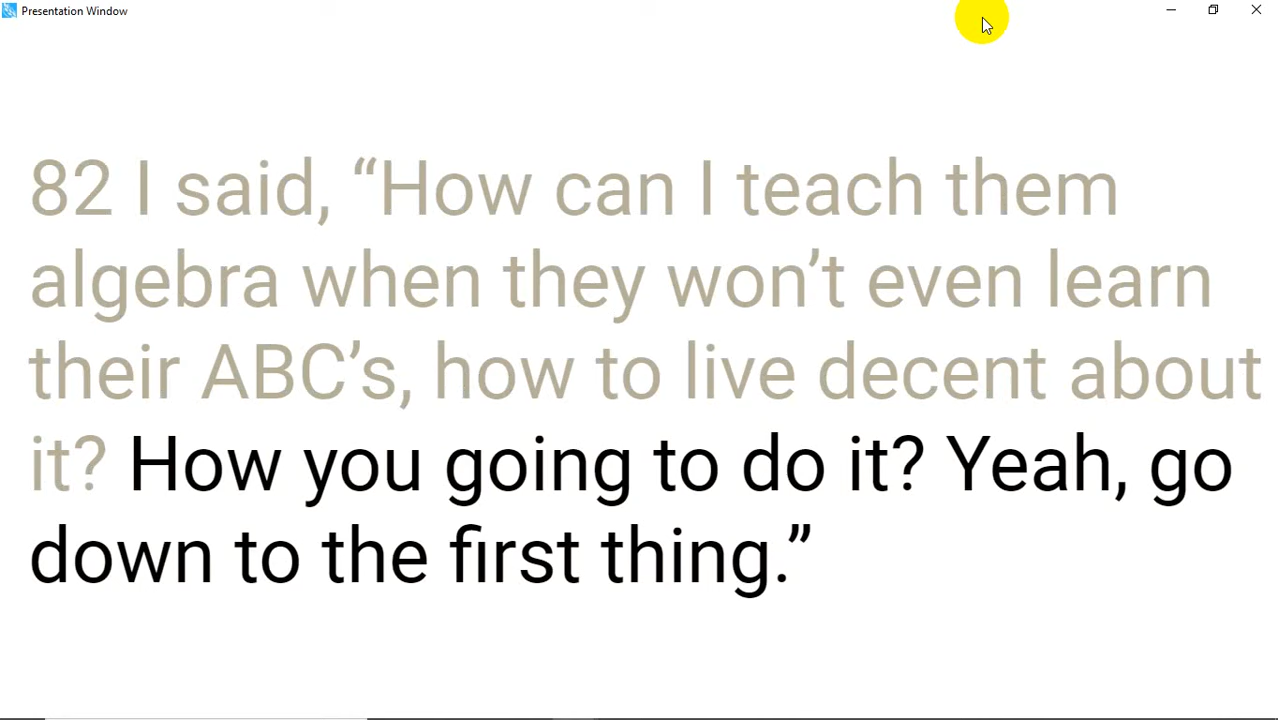 Presentation Window
82 I said, “How can I teach them
algebra when they won’t even learn
their ABC’s, how to live decent about
it? How you going to do it? Yeah, go
down to the first thing.”